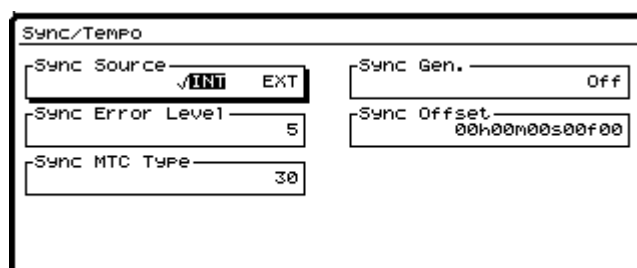 Sync/Tempo
Sync Source
√INT EXT
Sync Gen.
Off
Sync Error Level
5
Sync Offset
00h00m00s00f00
Sync MTC Type
30